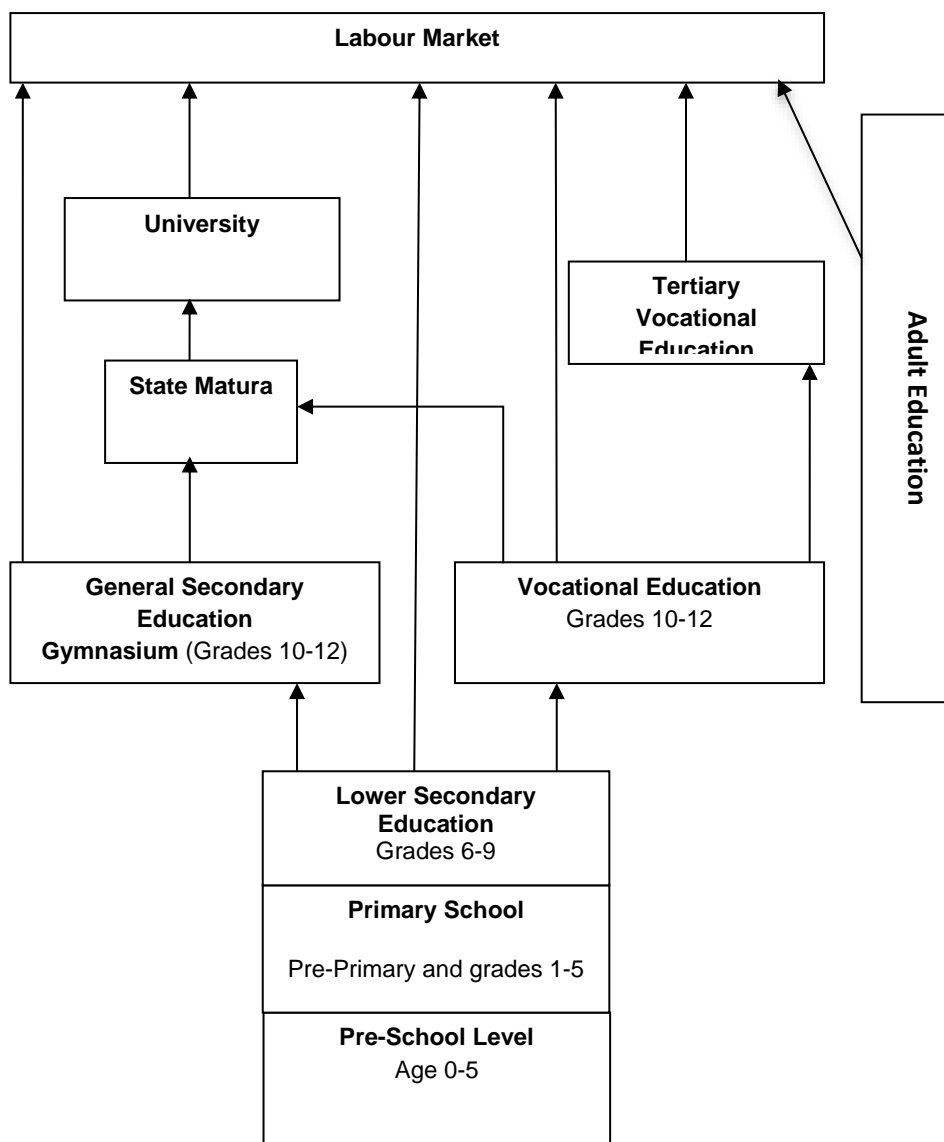 Labour Market
University
Tertiary
Vocational
Education
State Matura
Adult Education
General Secondary
Education
Gymnasium (Grades 10-12)
Vocational Education
Grades 10-12
Lower Secondary
Education
Grades 6-9
Primary School
Pre-Primary and grades 1-5
Pre-School Level
Age 0-5